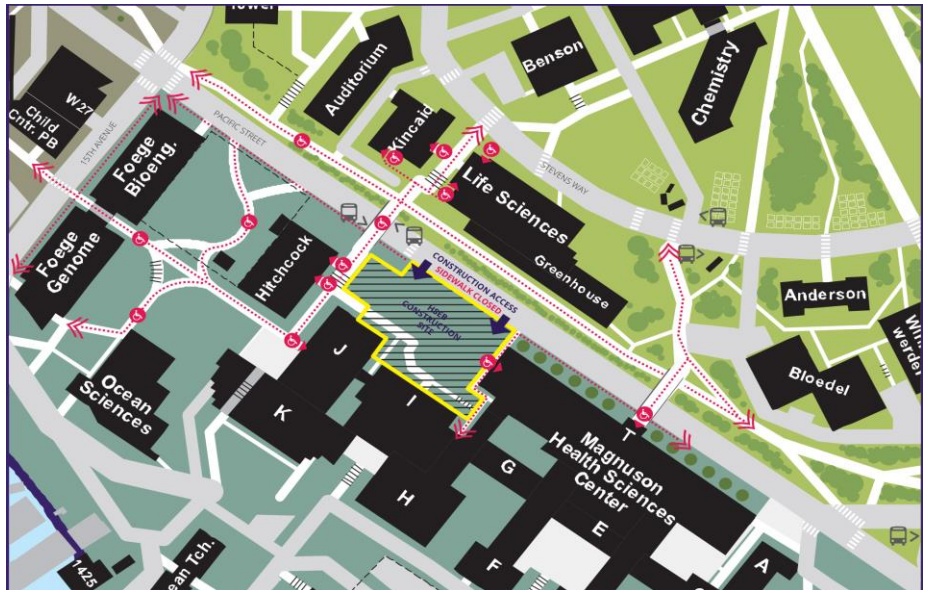 Tower
Auditorium
Benson
Chemistry
W27
Child
Cntr. PB
Kincaid
15TH AVENUE
PACIFIC STREET
Foege
Bioeng.
STEVENS WAY
Life Sciences
Greenhouse
Foege
Genome
Hitchcock
CONSTRUCTION ACCESS
SIDEWALK CLOSED
HSEB
CONSTRUCTION
SITE
Anderson
Bloedel
J
K
I
Ocean
Sciences
T
Magnuson
Health Sciences
Center
G
H
E
F
A
1425